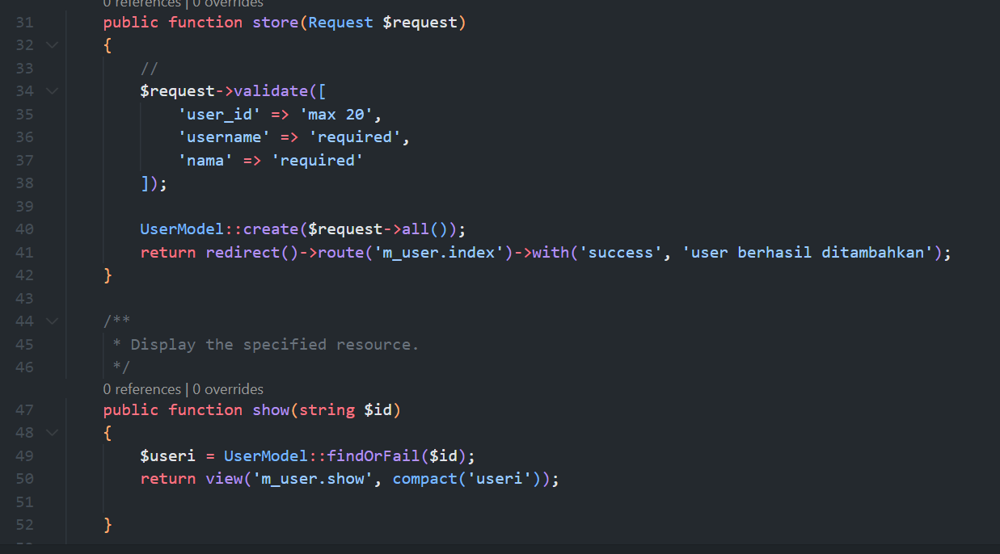 0 references | 0 overrides
31 public function store(Request $request)
32 {
33 //
34 $request->validate([
35 'user_id' => 'max 20',
36 'username' => 'required',
37 'nama' => 'required'
38 ]);
39
40 UserModel::create($request->all());
41 return redirect()->route('m_user.index')->with('success', 'user berhasil ditambahkan');
42 }
43
44 /**
45 * Display the specified resource.
46 */
0 references | 0 overrides
47 public function show(string $id)
48 {
49 $useri = UserModel::findOrFail($id);
50 return view('m_user.show', compact('useri'));
51
52 }